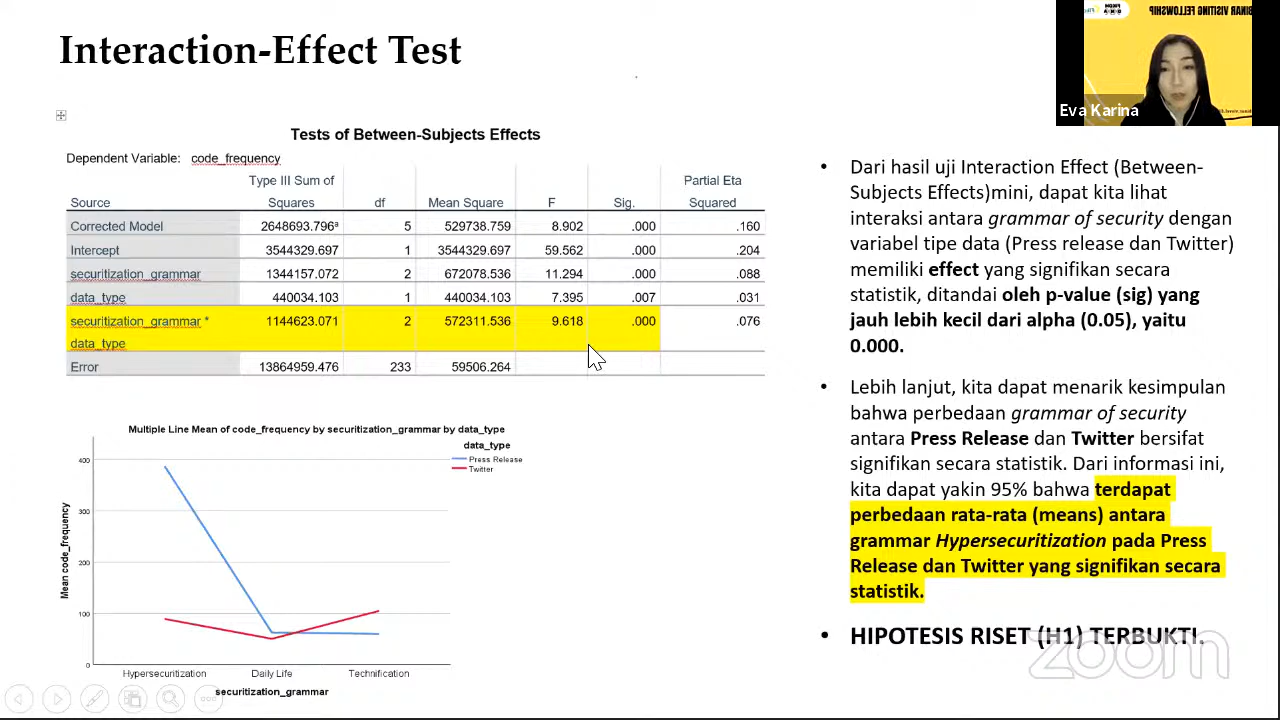 Interaction-Effect Test
BINAR VISITING FELLOWSHIP
Eva Karina
Tests of Between-Subjects Effects
Dependent Variable: code_frequency
Source Type III Sum of Squares df Mean Square F Sig. Partial Eta Squared
Corrected Model 2648693.796ª 5 529738.759 8.902 .000 .160
Intercept 3544329.697 1 3544329.697 59.562 .000 .204
securitization_grammar 1344157.072 2 672078.536 11.294 .000 .088
data_type 440034.103 1 440034.103 7.395 .007 .031
securitization_grammar * data_type 1144623.071 2 572311.536 9.618 .000 .076
Error 13864959.476 233 59506.264
Multiple Line Mean of code_frequency by securitization_grammar by data_type
data_type
Press Release
Twitter
Mean code_frequency
400
300
200
100
0
Hypersecuritization Daily Life Technification
securitization_grammar
• Dari hasil uji Interaction Effect (Between-
Subjects Effects)mini, dapat kita lihat
interaksi antara grammar of security dengan
variabel tipe data (Press release dan Twitter)
memiliki effect yang signifikan secara
statistik, ditandai oleh p-value (sig) yang
jauh lebih kecil dari alpha (0.05), yaitu
0.000.
• Lebih lanjut, kita dapat menarik kesimpulan
bahwa perbedaan grammar of security
antara Press Release dan Twitter bersifat
signifikan secara statistik. Dari informasi ini,
kita dapat yakin 95% bahwa terdapat
perbedaan rata-rata (means) antara
grammar Hypersecuritization pada Press
Release dan Twitter yang signifikan secara
statistik.
• HIPOTESIS RISET (H1) TERBUKTI.
zoom